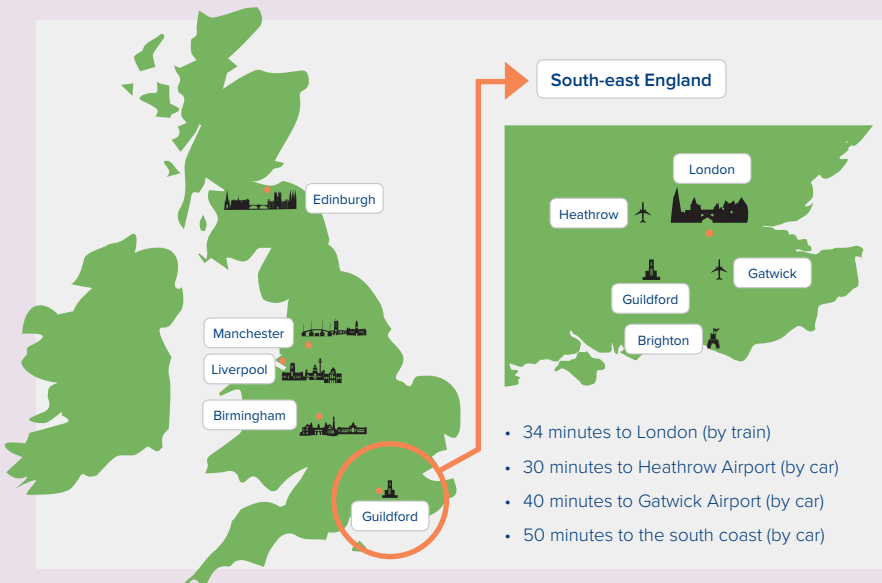 Edinburgh
Manchester
Liverpool
Birmingham
Guildford
South-east England
London
Heathrow
Gatwick
Guildford
Brighton
• 34 minutes to London (by train)
• 30 minutes to Heathrow Airport (by car)
• 40 minutes to Gatwick Airport (by car)
• 50 minutes to the south coast (by car)